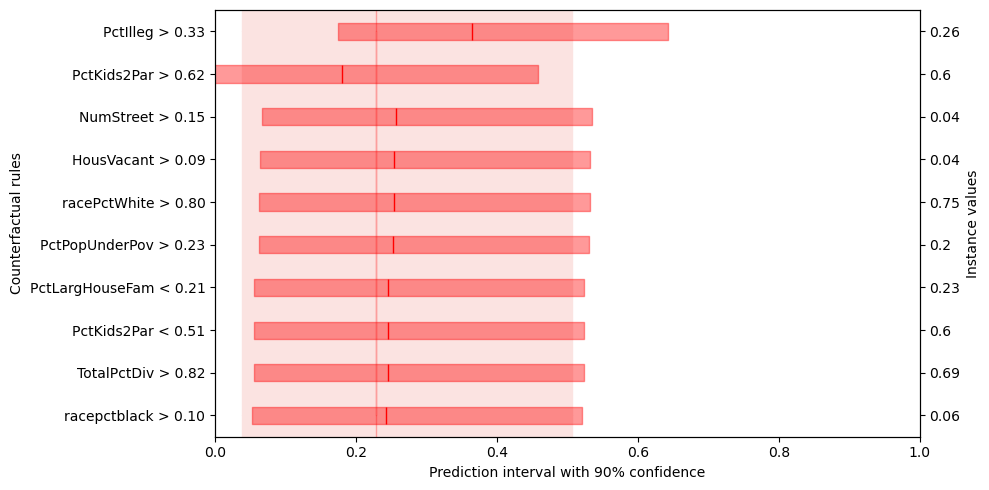 PctIlleg > 0.33
0.26
PctKids2Par > 0.62
0.6
NumStreet > 0.15
0.04
HousVacant > 0.09
0.04
racePctWhite > 0.80
0.75
PctPopUnderPov > 0.23
0.2
PctLargHouseFam < 0.21
0.23
PctKids2Par < 0.51
0.6
TotalPctDiv > 0.82
0.69
racepctblack > 0.10
0.06
Counterfactual rules
Instance values
0.0 0.2 0.4 0.6 0.8 1.0
Prediction interval with 90% confidence